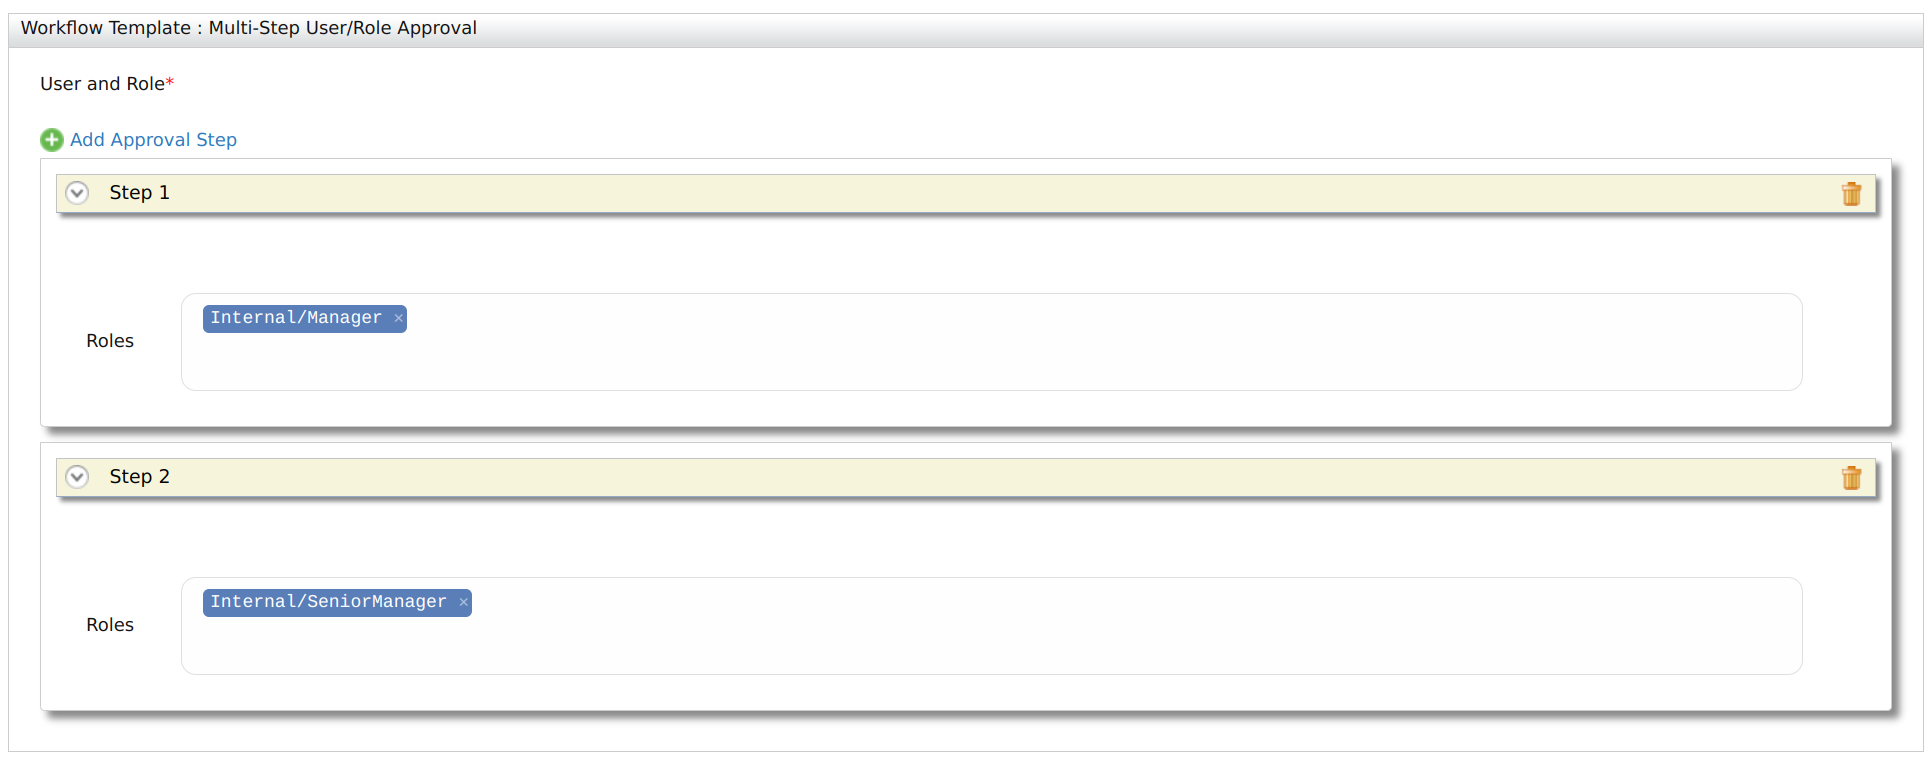 Workflow Template : Multi-Step User/Role Approval
User and Role*
Add Approval Step
Step 1
Roles
Internal/Manager ×
Step 2
Roles
Internal/SeniorManager ×